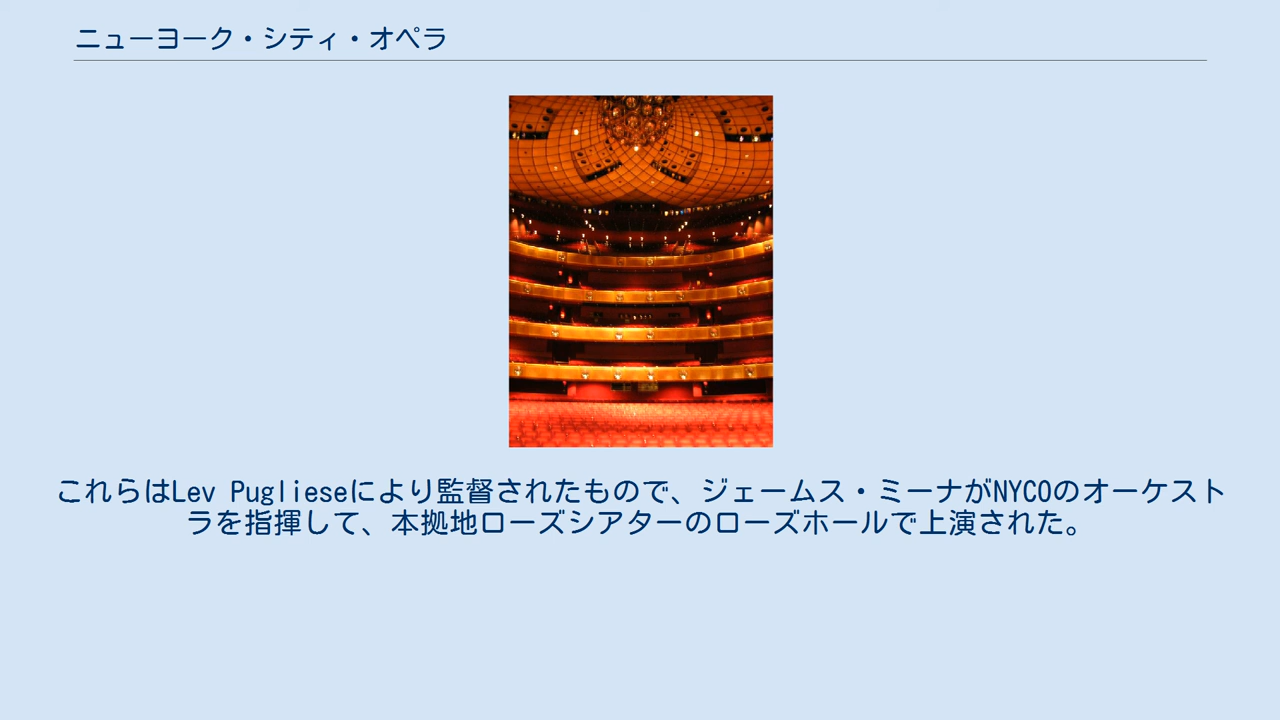 ニューヨーク・シティ・オペラ
これらはLev Puglieseにより監督されたもので、ジェームス・ミーナがNYCOのオーケスト
ラを指揮して、本拠地ローズシアターのローズホールで上演された。